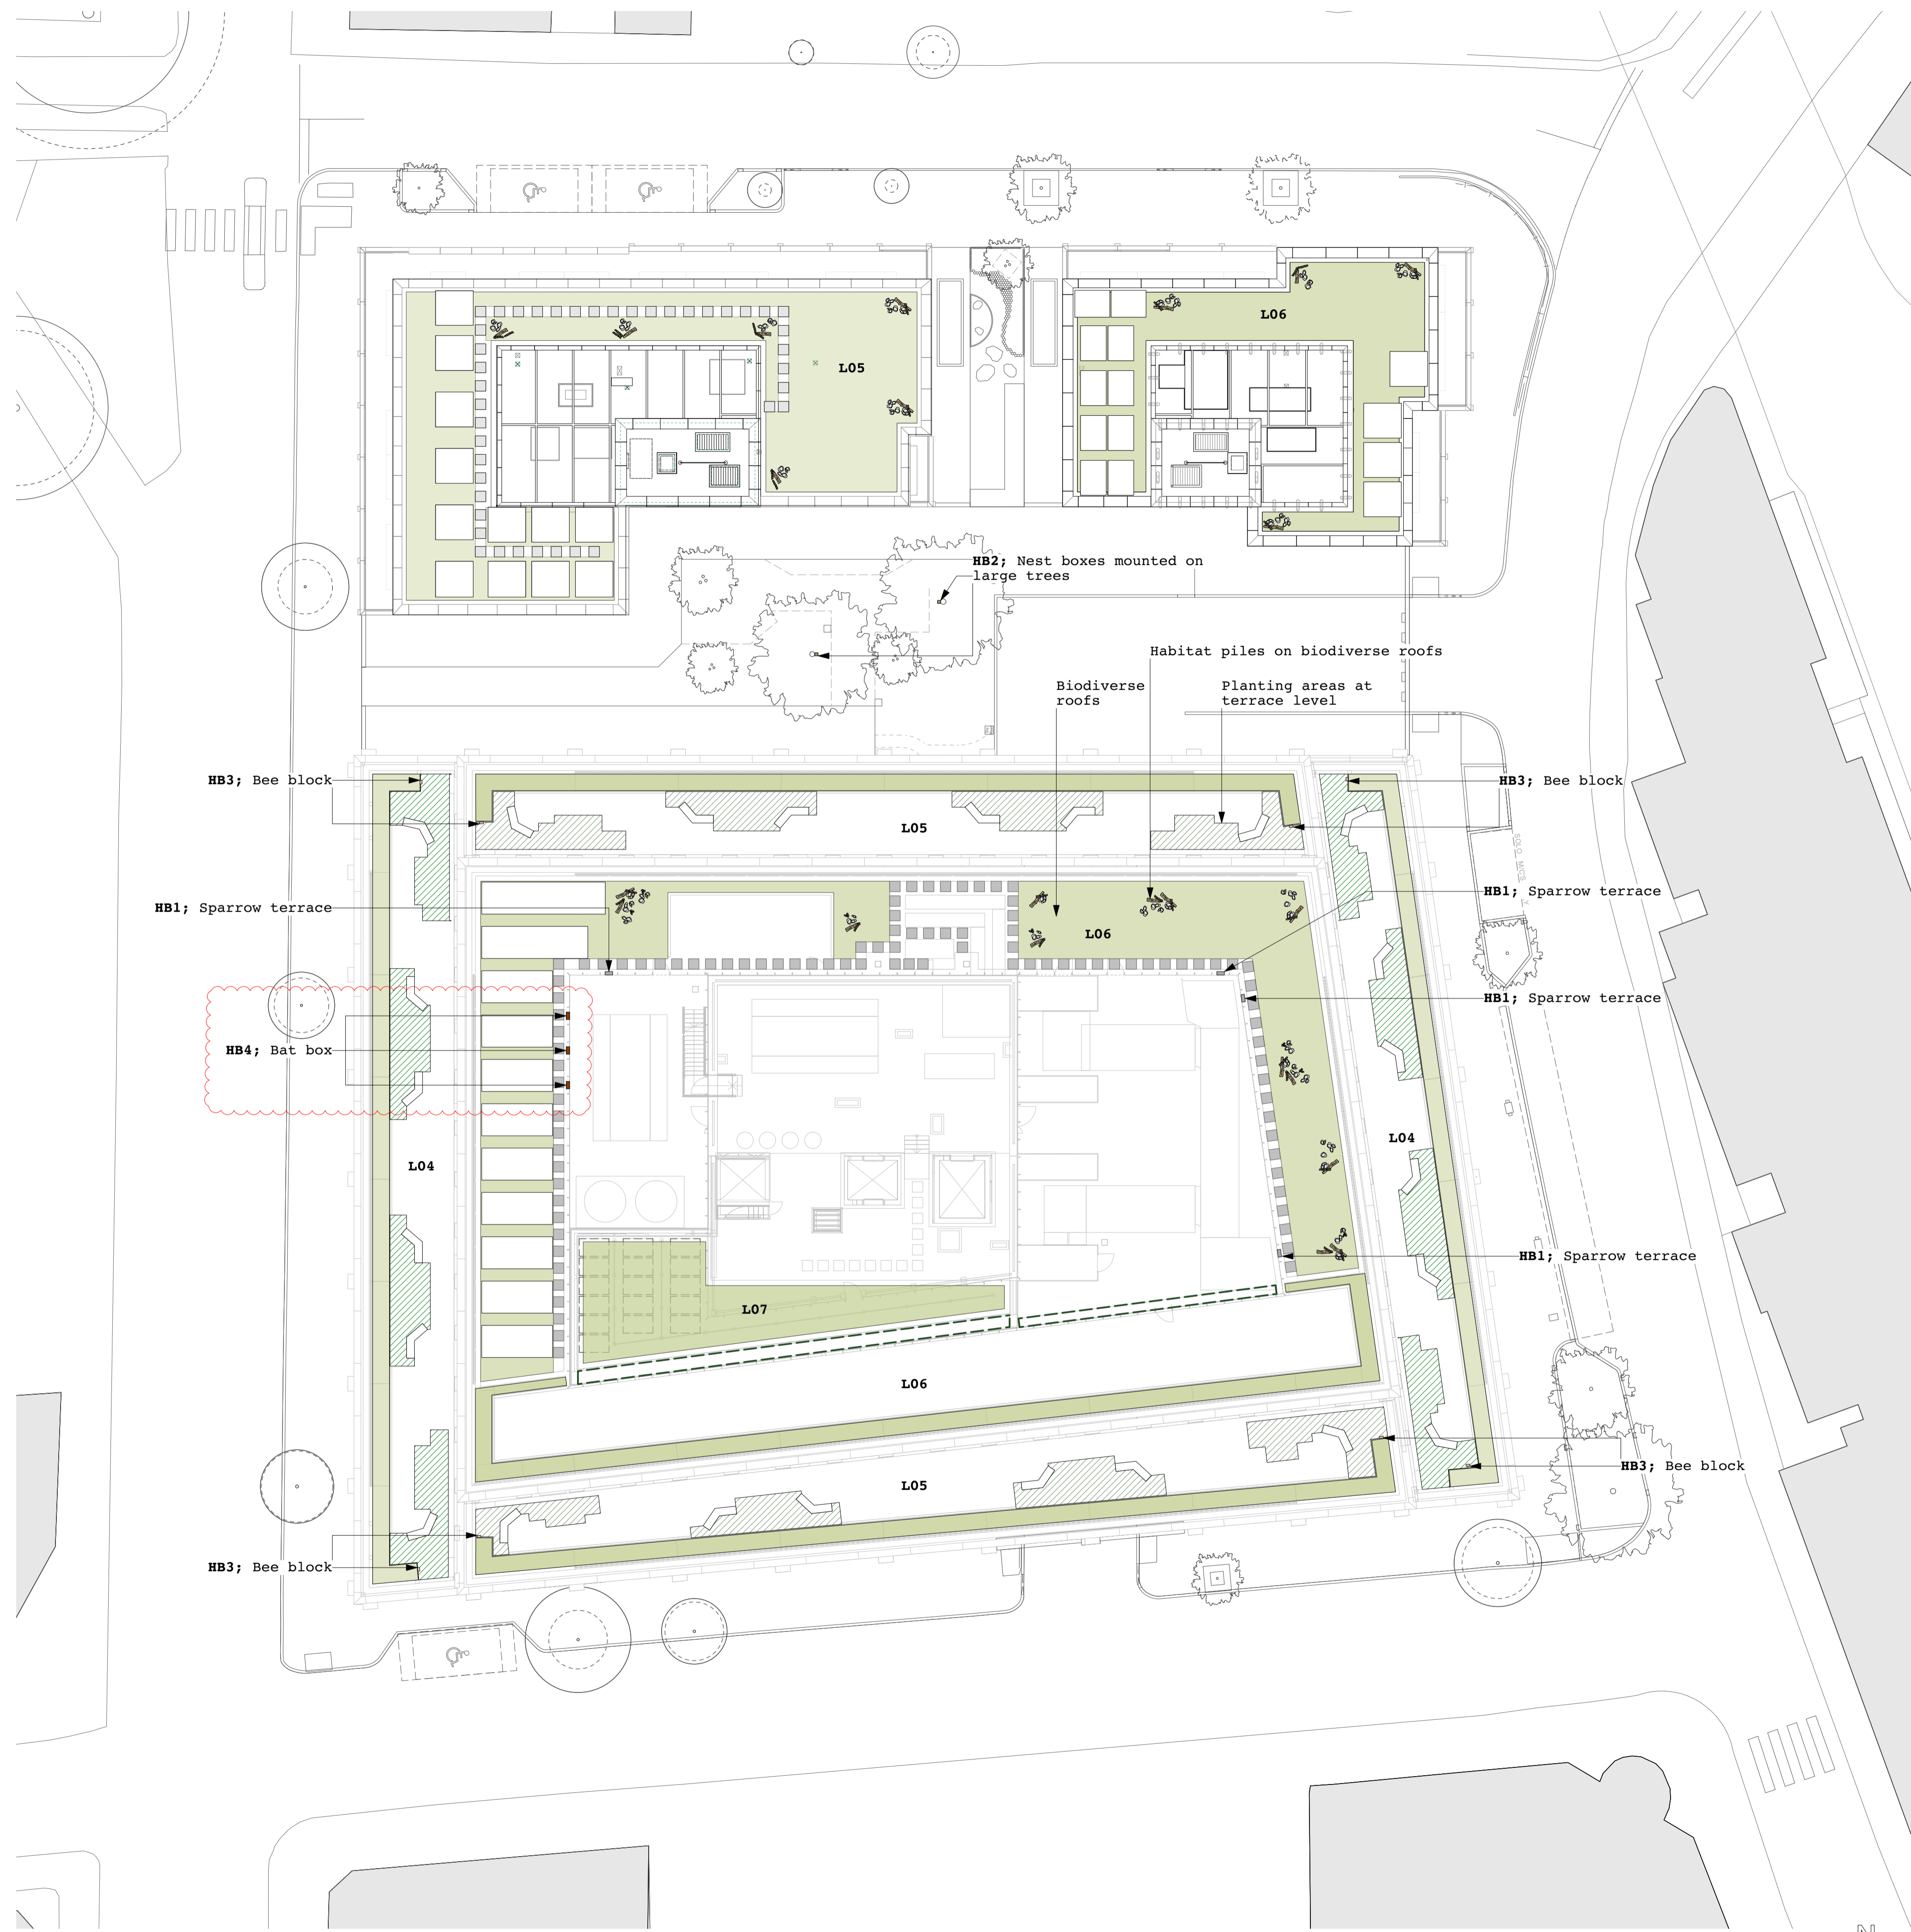 L06
L05
HB2; Nest boxes mounted on
large trees
Habitat piles on biodiverse roofs
Biodiverse
roofs
Planting areas at
terrace level
HB3; Bee block
HB3; Bee block
L05
HB1; Sparrow terrace
HB1; Sparrow terrace
L06
HB1; Sparrow terrace
HB4; Bat box
L04
L04
HB1; Sparrow terrace
L07
L06
HB3; Bee block
L05
HB3; Bee block